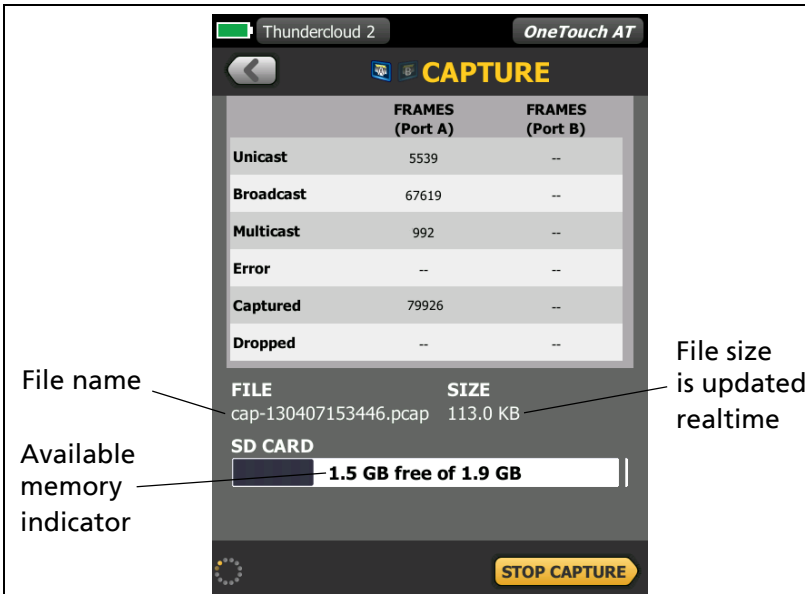 Thundercloud 2 OneTouch AT
CAPTURE
FRAMES (Port A) FRAMES (Port B)
Unicast 5539 --
Broadcast 67619 --
Multicast 992 --
Error -- --
Captured 79926 --
Dropped -- --
File name
FILE SIZE
cap-130407153446.pcap 113.0 KB
File size
is updated
realtime
SD CARD
Available
memory
indicator
1.5 GB free of 1.9 GB
STOP CAPTURE